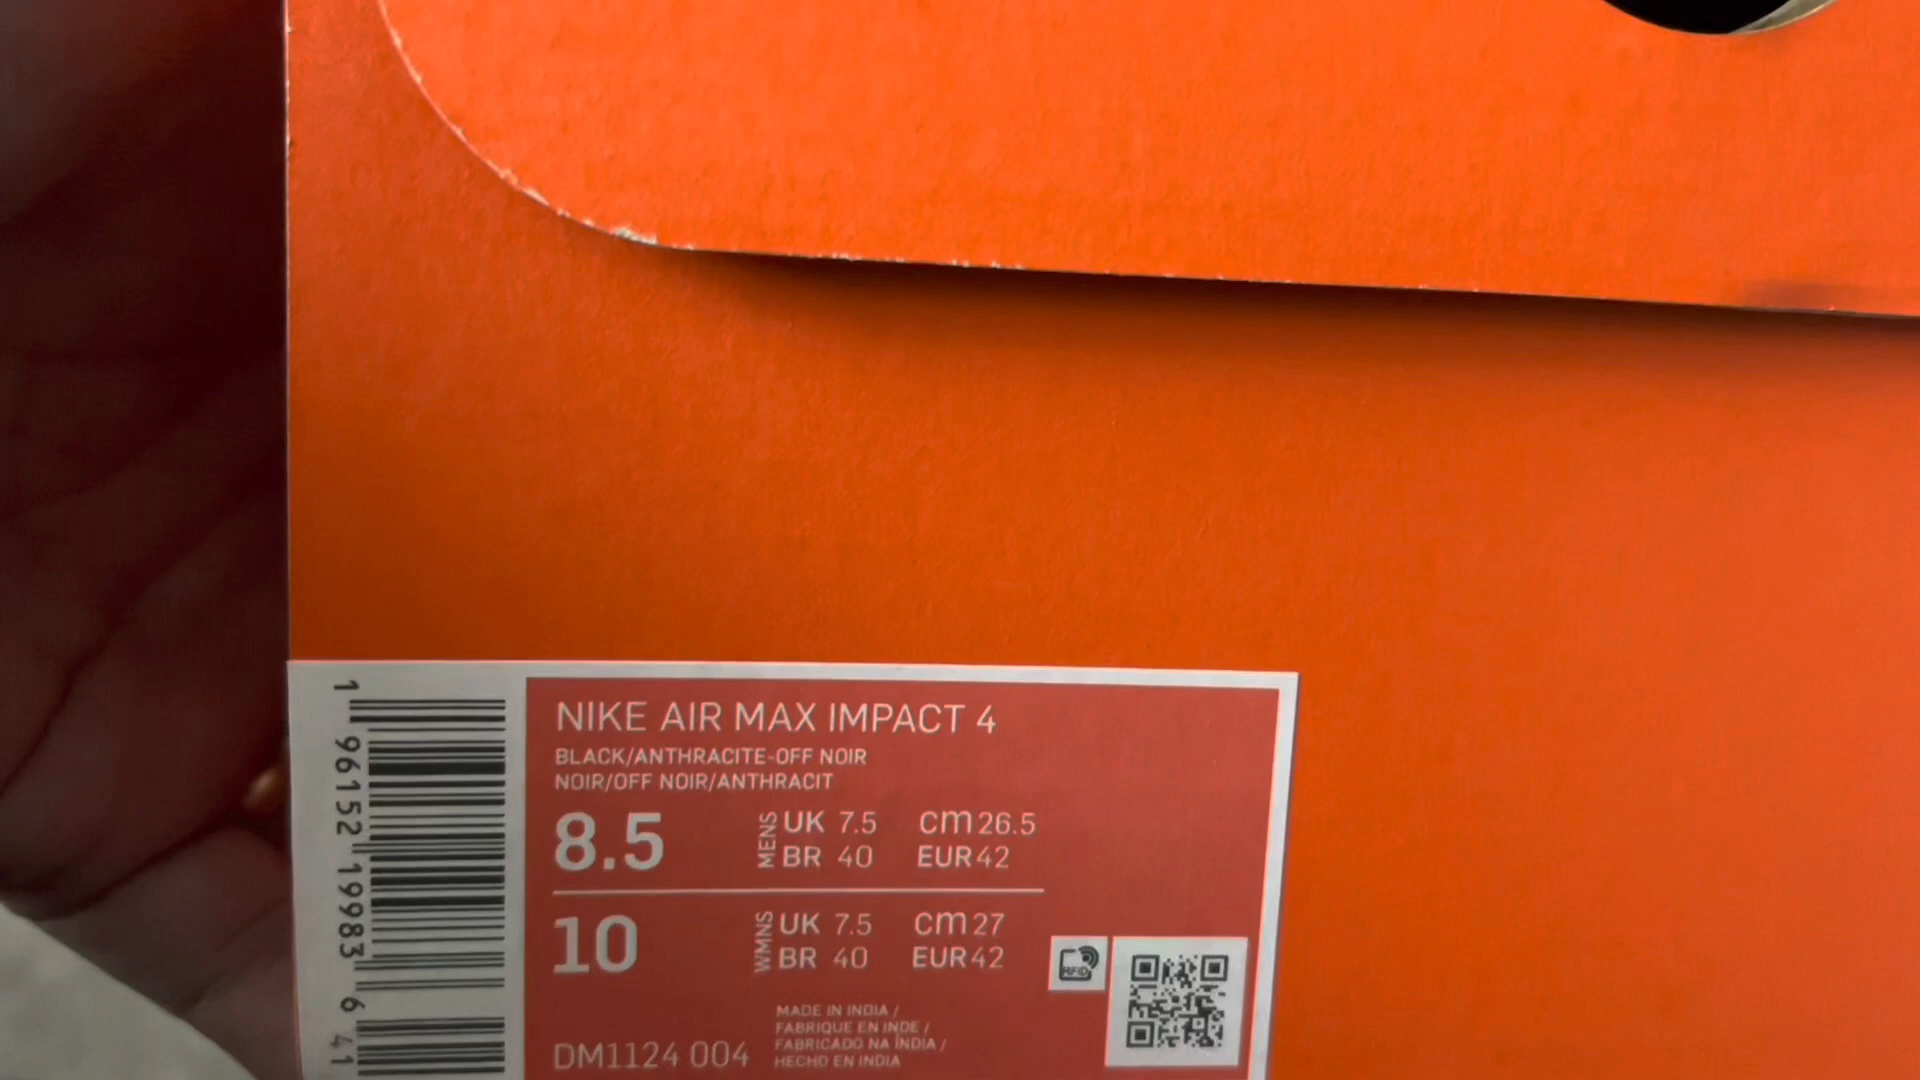 1 96152 19983 6 41
NIKE AIR MAX IMPACT 4
BLACK/ANTHRACITE-OFF NOIR
NOIR/OFF NOIR/ANTHRACIT
8.5
MENS
UK 7.5 cm 26.5
BR 40 EUR 42
10
WMNS
UK 7.5 cm 27
BR 40 EUR 42
RFID
MADE IN INDIA /
FABRIQUE EN INDE /
FABRICADO NA ÍNDIA /
HECHO EN INDIA
DM1124 004